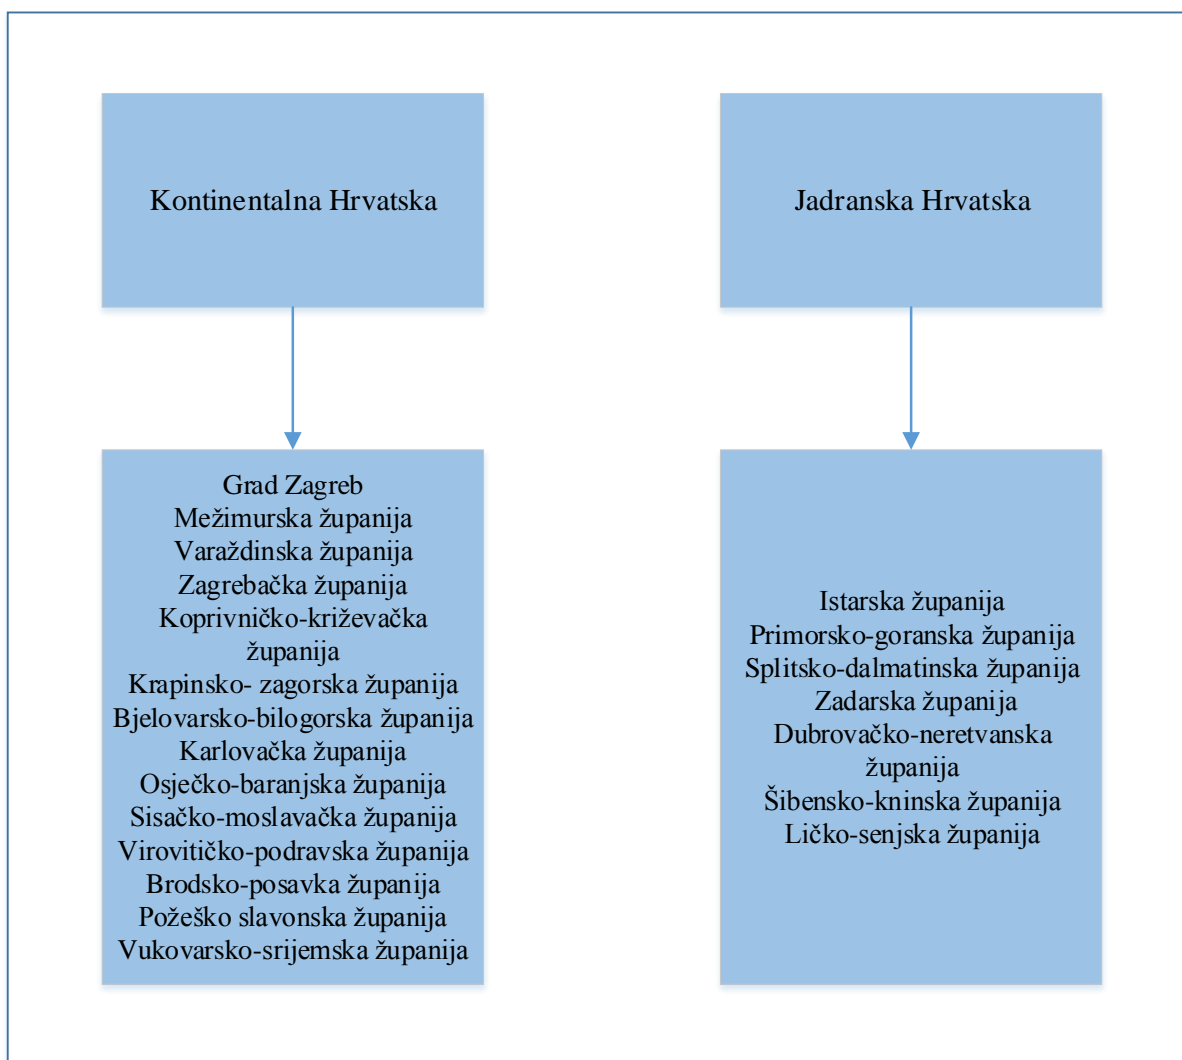 Kontinentalna Hrvatska
Jadranska Hrvatska
Grad Zagreb
Mežimurska županija
Varaždinska županija
Zagrebačka županija
Koprivničko-križevačka
županija
Krapinsko- zagorska županija
Bjelovarsko-bilogorska županija
Karlovačka županija
Osječko-baranjska županija
Sisačko-moslavačka županija
Virovitičko-podravska županija
Brodsko-posavka županija
Požeško slavonska županija
Vukovarsko-srijemska županija
Istarska županija
Primorsko-goranska županija
Splitsko-dalmatinska županija
Zadarska županija
Dubrovačko-neretvanska
županija
Šibensko-kninska županija
Ličko-senjska županija